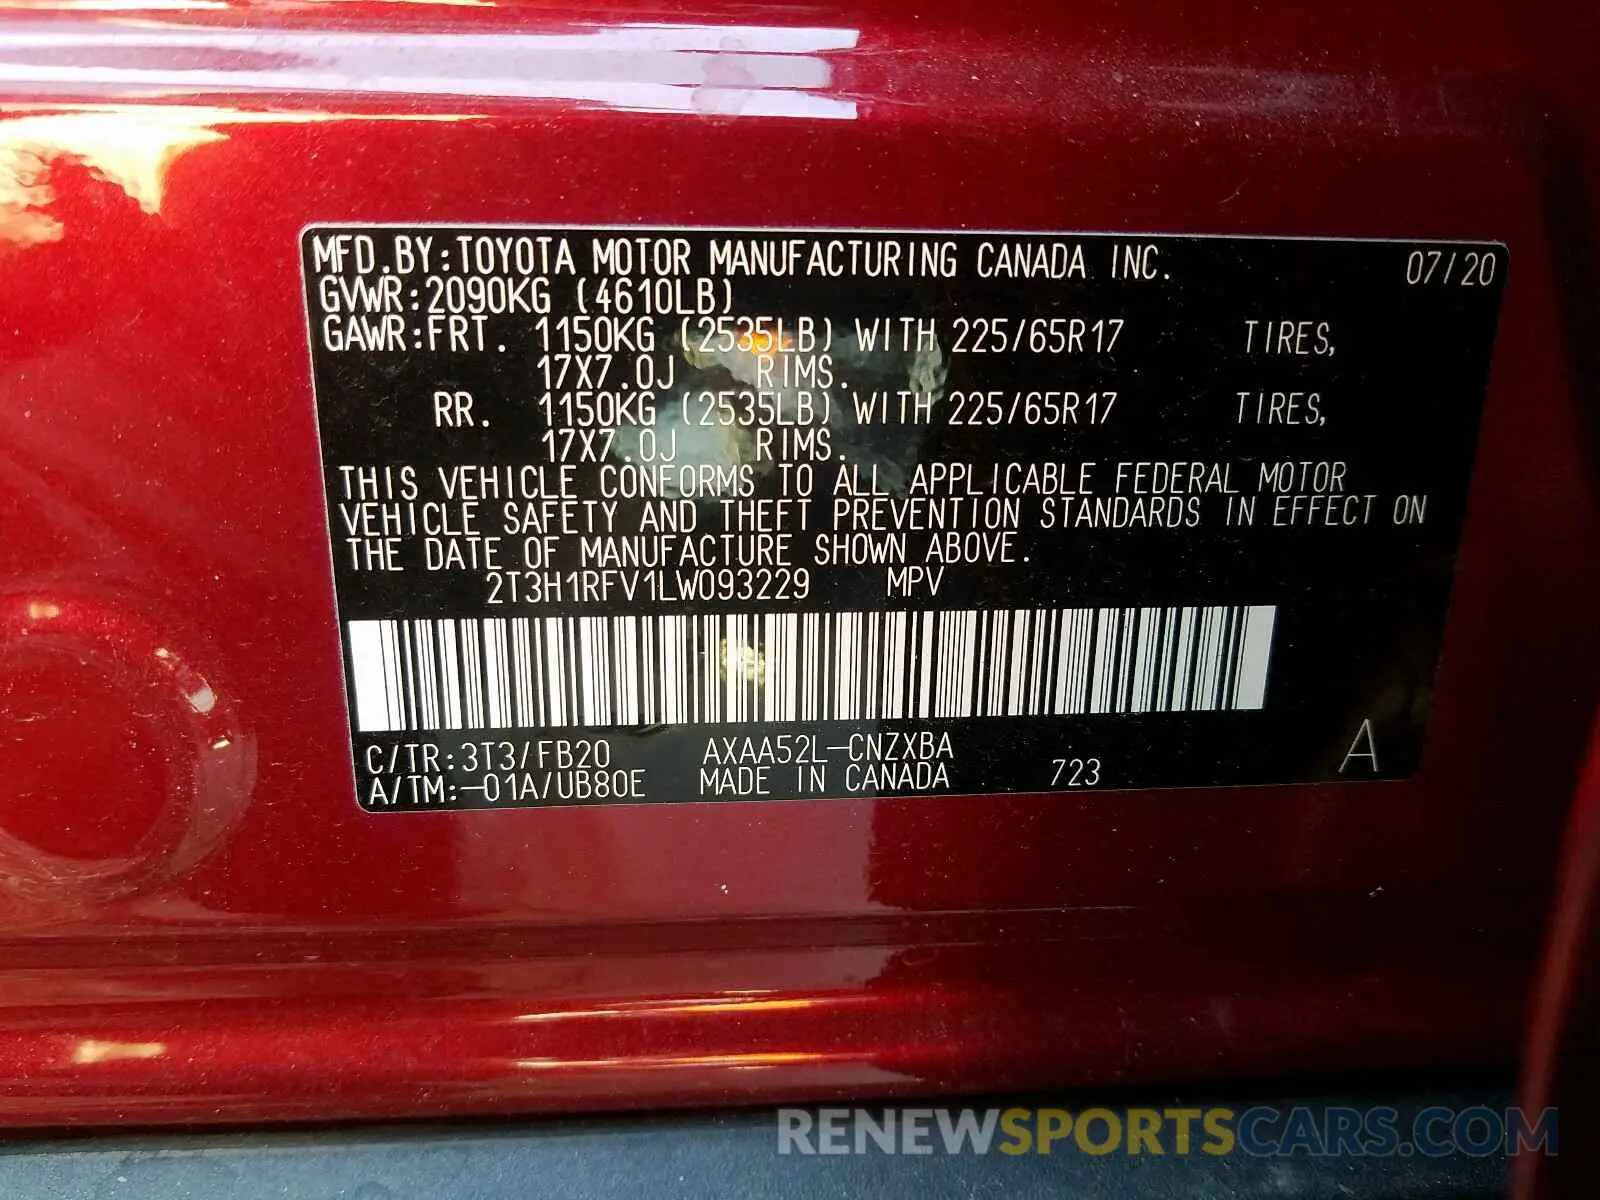 MFD.BY:TOYOTA MOTOR MANUFACTURING CANADA INC. 07/20
GVWR:2090KG (4610LB)
GAWR:FRT. 1150KG (2535LB) WITH 225/65R17 TIRES,
17X7.0J RIMS.
RR. 1150KG (2535LB) WITH 225/65R17 TIRES,
17X7.0J RIMS.
THIS VEHICLE CONFORMS TO ALL APPLICABLE FEDERAL MOTOR
VEHICLE SAFETY AND THEFT PREVENTION STANDARDS IN EFFECT ON
THE DATE OF MANUFACTURE SHOWN ABOVE.
2T3H1RFV1LW093229 MPV
C/TR:3T3/FB20 AXAA52L-CNZXBA
A/TM:-01A/UB80E MADE IN CANADA 723 A
RENEWSPORTSCARS.COM